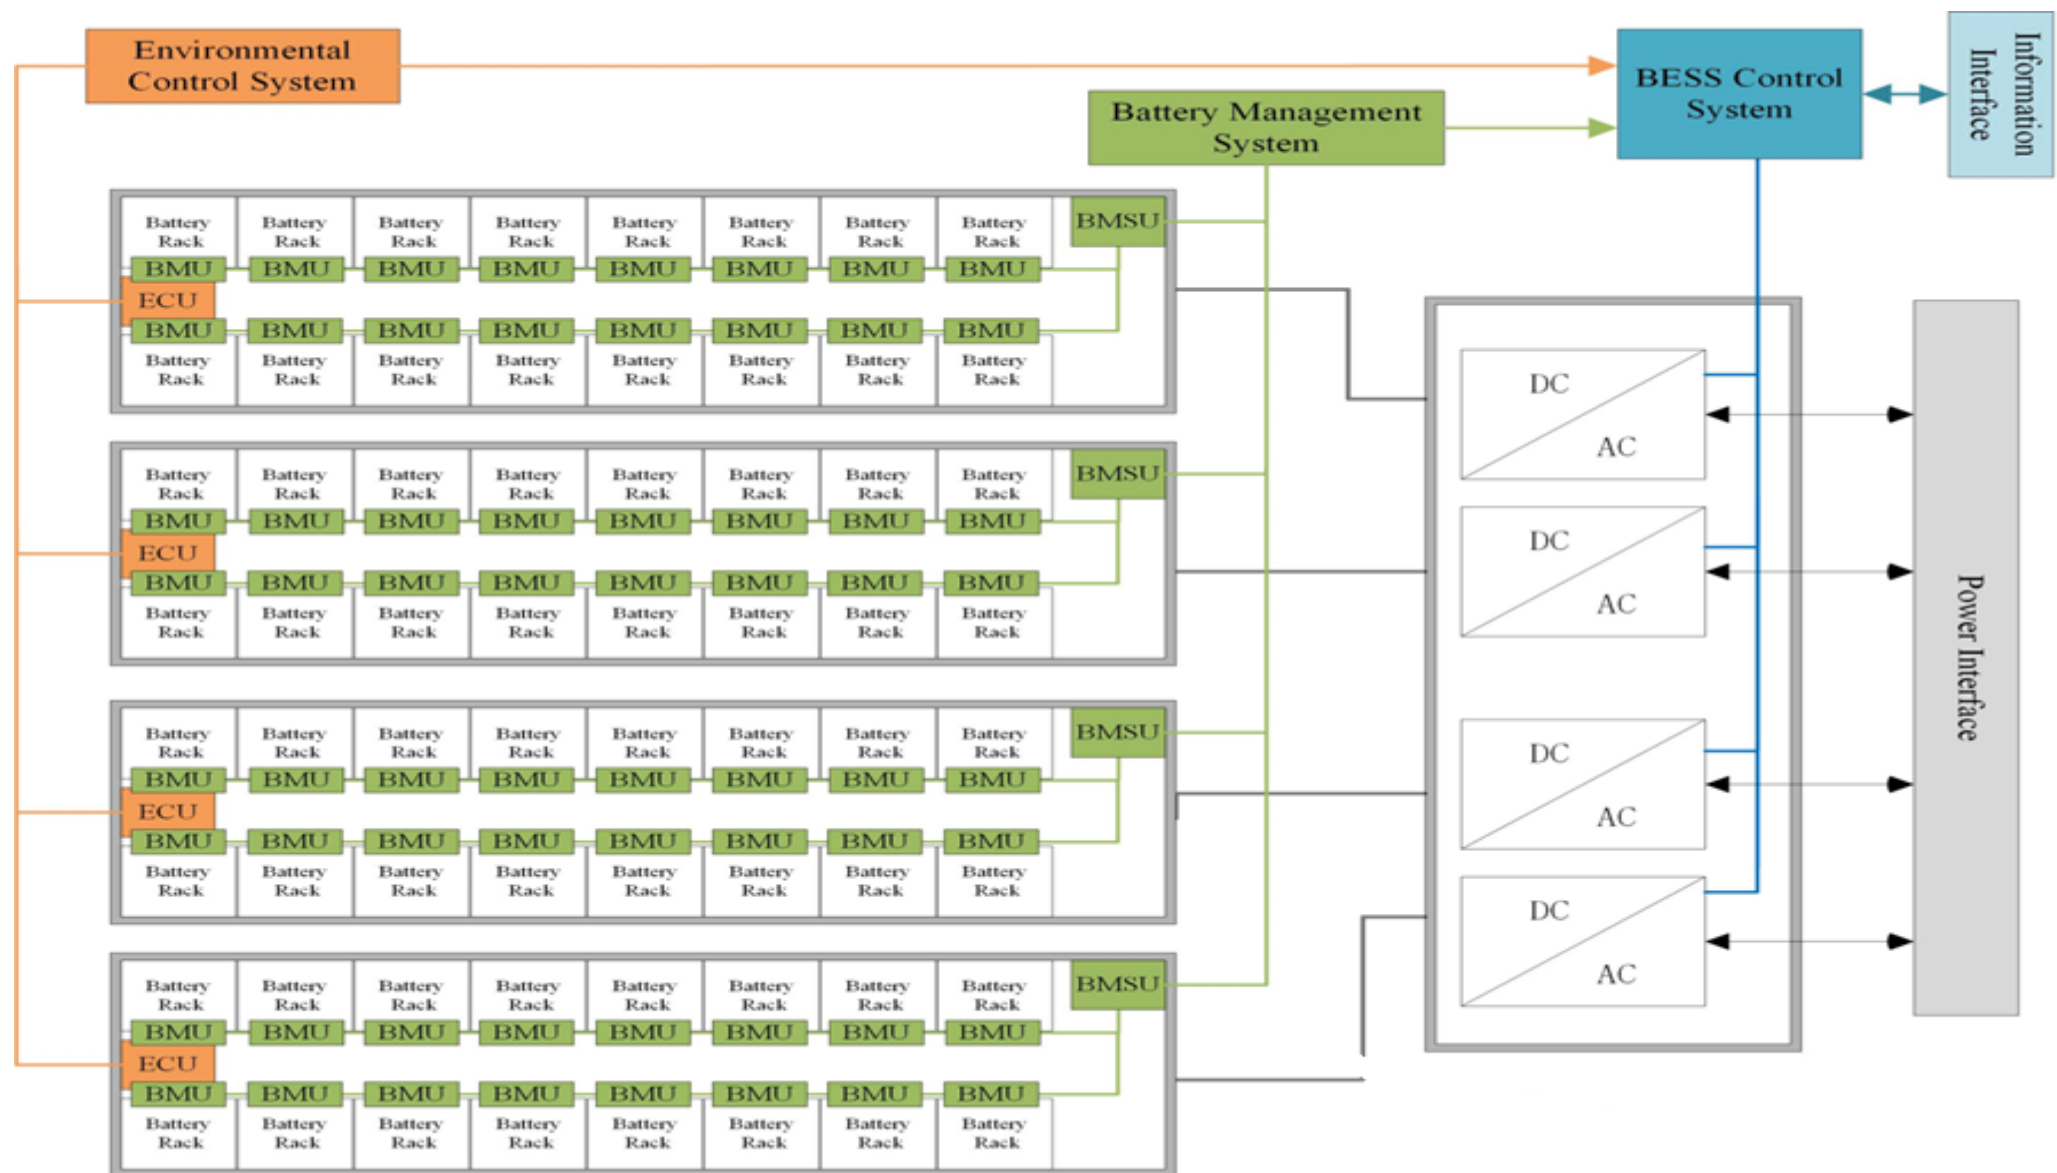 Environmental
Control System
BESS Control
System
Information
Interface
Battery Management
System
Battery Battery Battery Battery Battery Battery Battery Battery
Rack Rack Rack Rack Rack Rack Rack Rack
BMSU
BMU BMU BMU BMU BMU BMU BMU BMU
ECU
BMU BMU BMU BMU BMU BMU BMU BMU
Battery Battery Battery Battery Battery Battery Battery Battery
Rack Rack Rack Rack Rack Rack Rack Rack
Battery Battery Battery Battery Battery Battery Battery Battery
Rack Rack Rack Rack Rack Rack Rack Rack
BMSU
BMU BMU BMU BMU BMU BMU BMU BMU
ECU
BMU BMU BMU BMU BMU BMU BMU BMU
Battery Battery Battery Battery Battery Battery Battery Battery
Rack Rack Rack Rack Rack Rack Rack Rack
Battery Battery Battery Battery Battery Battery Battery Battery
Rack Rack Rack Rack Rack Rack Rack Rack
BMSU
BMU BMU BMU BMU BMU BMU BMU BMU
ECU
BMU BMU BMU BMU BMU BMU BMU BMU
Battery Battery Battery Battery Battery Battery Battery Battery
Rack Rack Rack Rack Rack Rack Rack Rack
Battery Battery Battery Battery Battery Battery Battery Battery
Rack Rack Rack Rack Rack Rack Rack Rack
BMSU
BMU BMU BMU BMU BMU BMU BMU BMU
ECU
BMU BMU BMU BMU BMU BMU BMU BMU
Battery Battery Battery Battery Battery Battery Battery Battery
Rack Rack Rack Rack Rack Rack Rack Rack
DC
AC
DC
AC
DC
AC
DC
AC
Power Interface